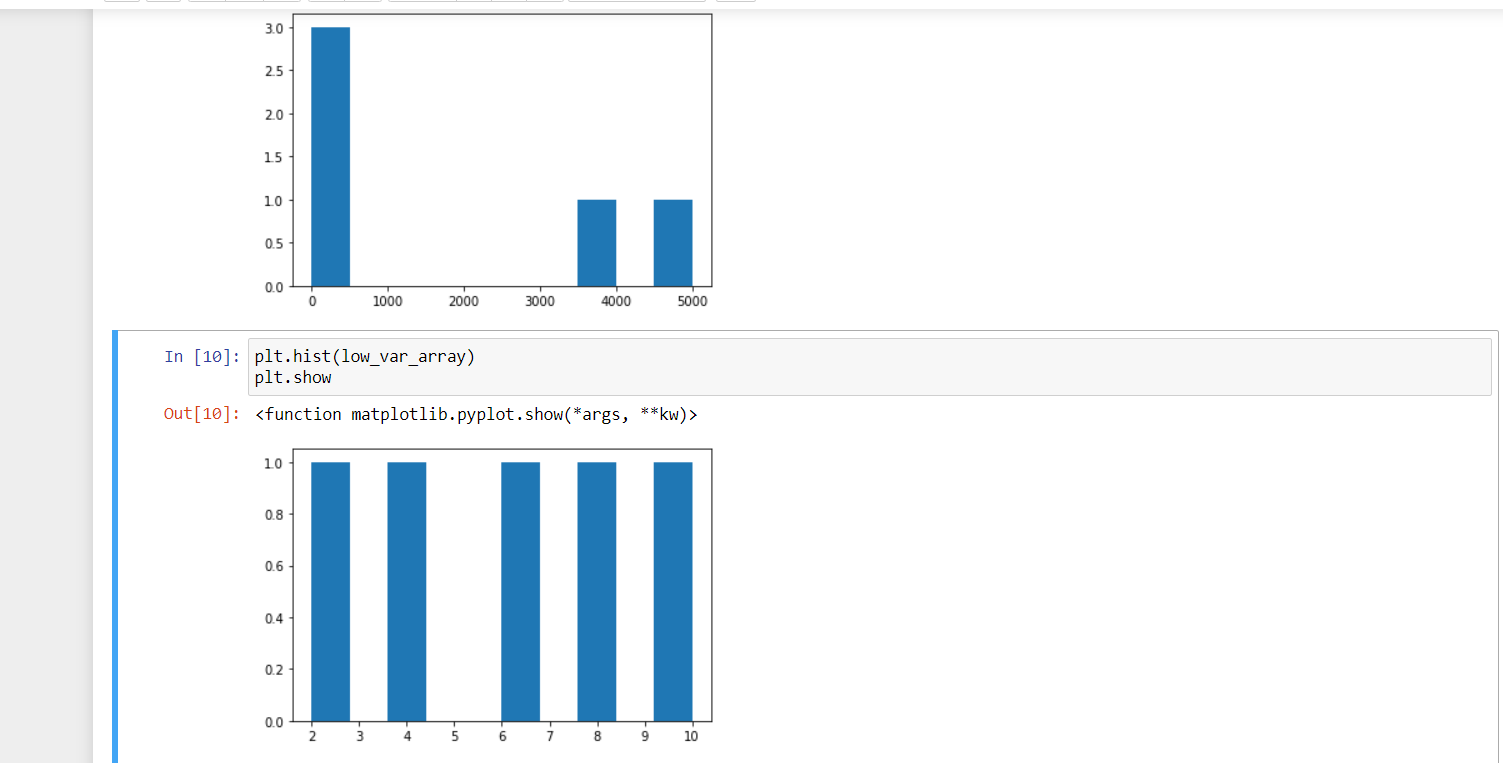 3.0
2.5
2.0
1.5
1.0
0.5
0.0
0 1000 2000 3000 4000 5000
In [10]: plt.hist(low_var_array)
plt.show
Out[10]: <function matplotlib.pyplot.show(*args, **kw)>
1.0
0.8
0.6
0.4
0.2
0.0
2 3 4 5 6 7 8 9 10